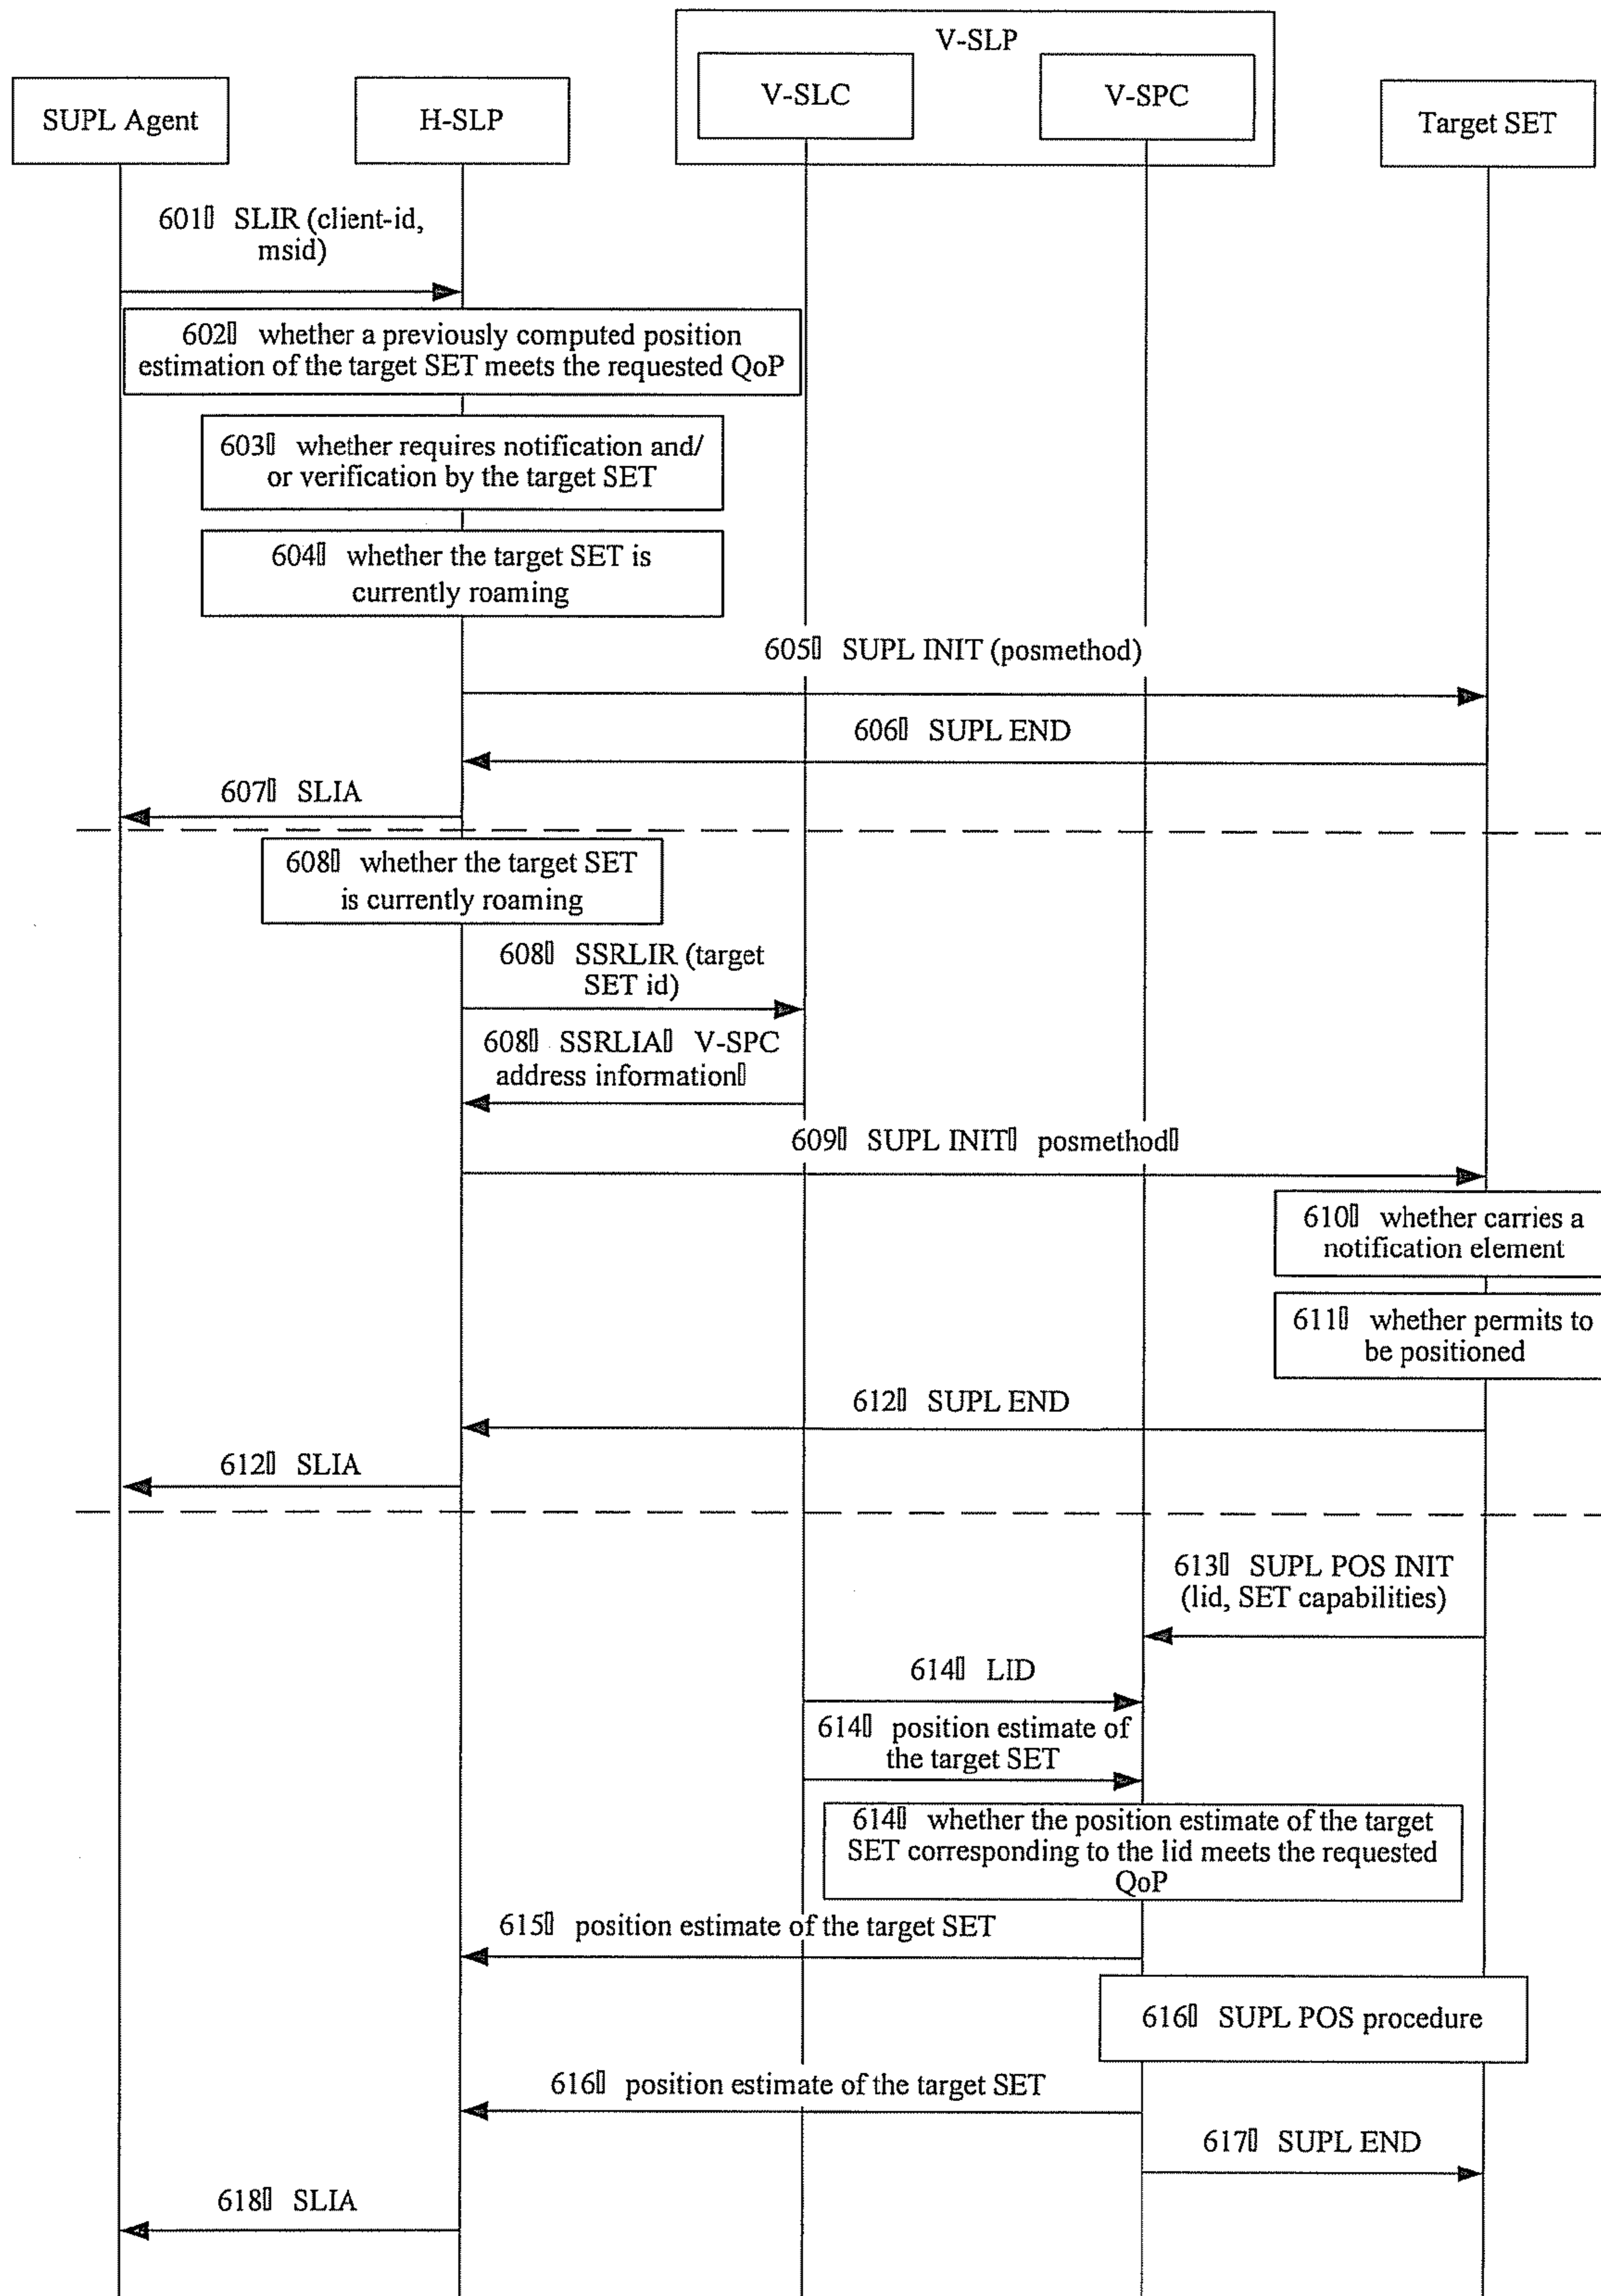 V-SLP
SUPL Agent
H-SLP
V-SLC
V-SPC
Target SET
601▯ SLIR (client-id,
msid)
602▯ whether a previously computed position
estimation of the target SET meets the requested QoP
603▯ whether requires notification and/
or verification by the target SET
604▯ whether the target SET is
currently roaming
605▯ SUPL INIT (posmethod)
606▯ SUPL END
607▯ SLIA
608▯ whether the target SET
is currently roaming
608▯ SSRLIR (target
SET id)
608▯ SSRLIA▯ V-SPC
address information▯
609▯ SUPL INIT▯ posmethod▯
610▯ whether carries a
notification element
611▯ whether permits to
be positioned
612▯ SUPL END
612▯ SLIA
613▯ SUPL POS INIT
(lid, SET capabilities)
614▯ LID
614▯ position estimate of
the target SET
614▯ whether the position estimate of the target
SET corresponding to the lid meets the requested
QoP
615▯ position estimate of the target SET
616▯ SUPL POS procedure
616▯ position estimate of the target SET
617▯ SUPL END
618▯ SLIA